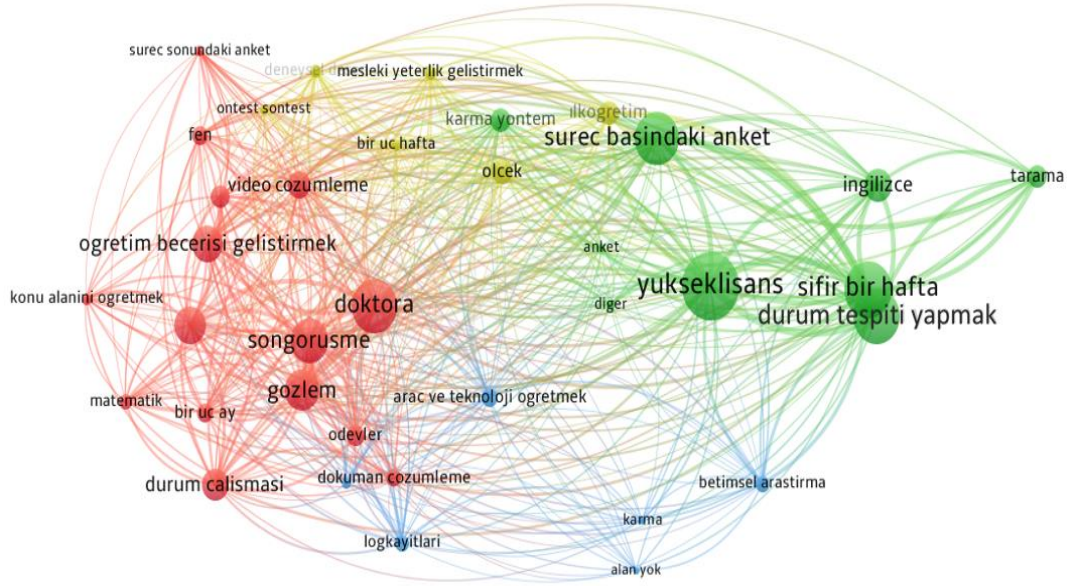 surec sonundaki anket
mesleki yeterlik gelistirmek
ontest sontest
karma yontem
ilkogretim
fen
surec basindaki anket
bir uc hafta
olcek
video cozumleme
ingilizce
tarama
ogretim becerisi gelistirmek
anket
yukseklisans
sifir bir hafta
konu alanini ogretmek
doktora
diger
durum tespiti yapmak
songorusme
gozlem
arac ve teknoloji ogretmek
matematik
bir uc ay
odevler
durum calismasi
dokuman cozumleme
betimsel arastirma
karma
logkayitlari
alan yok